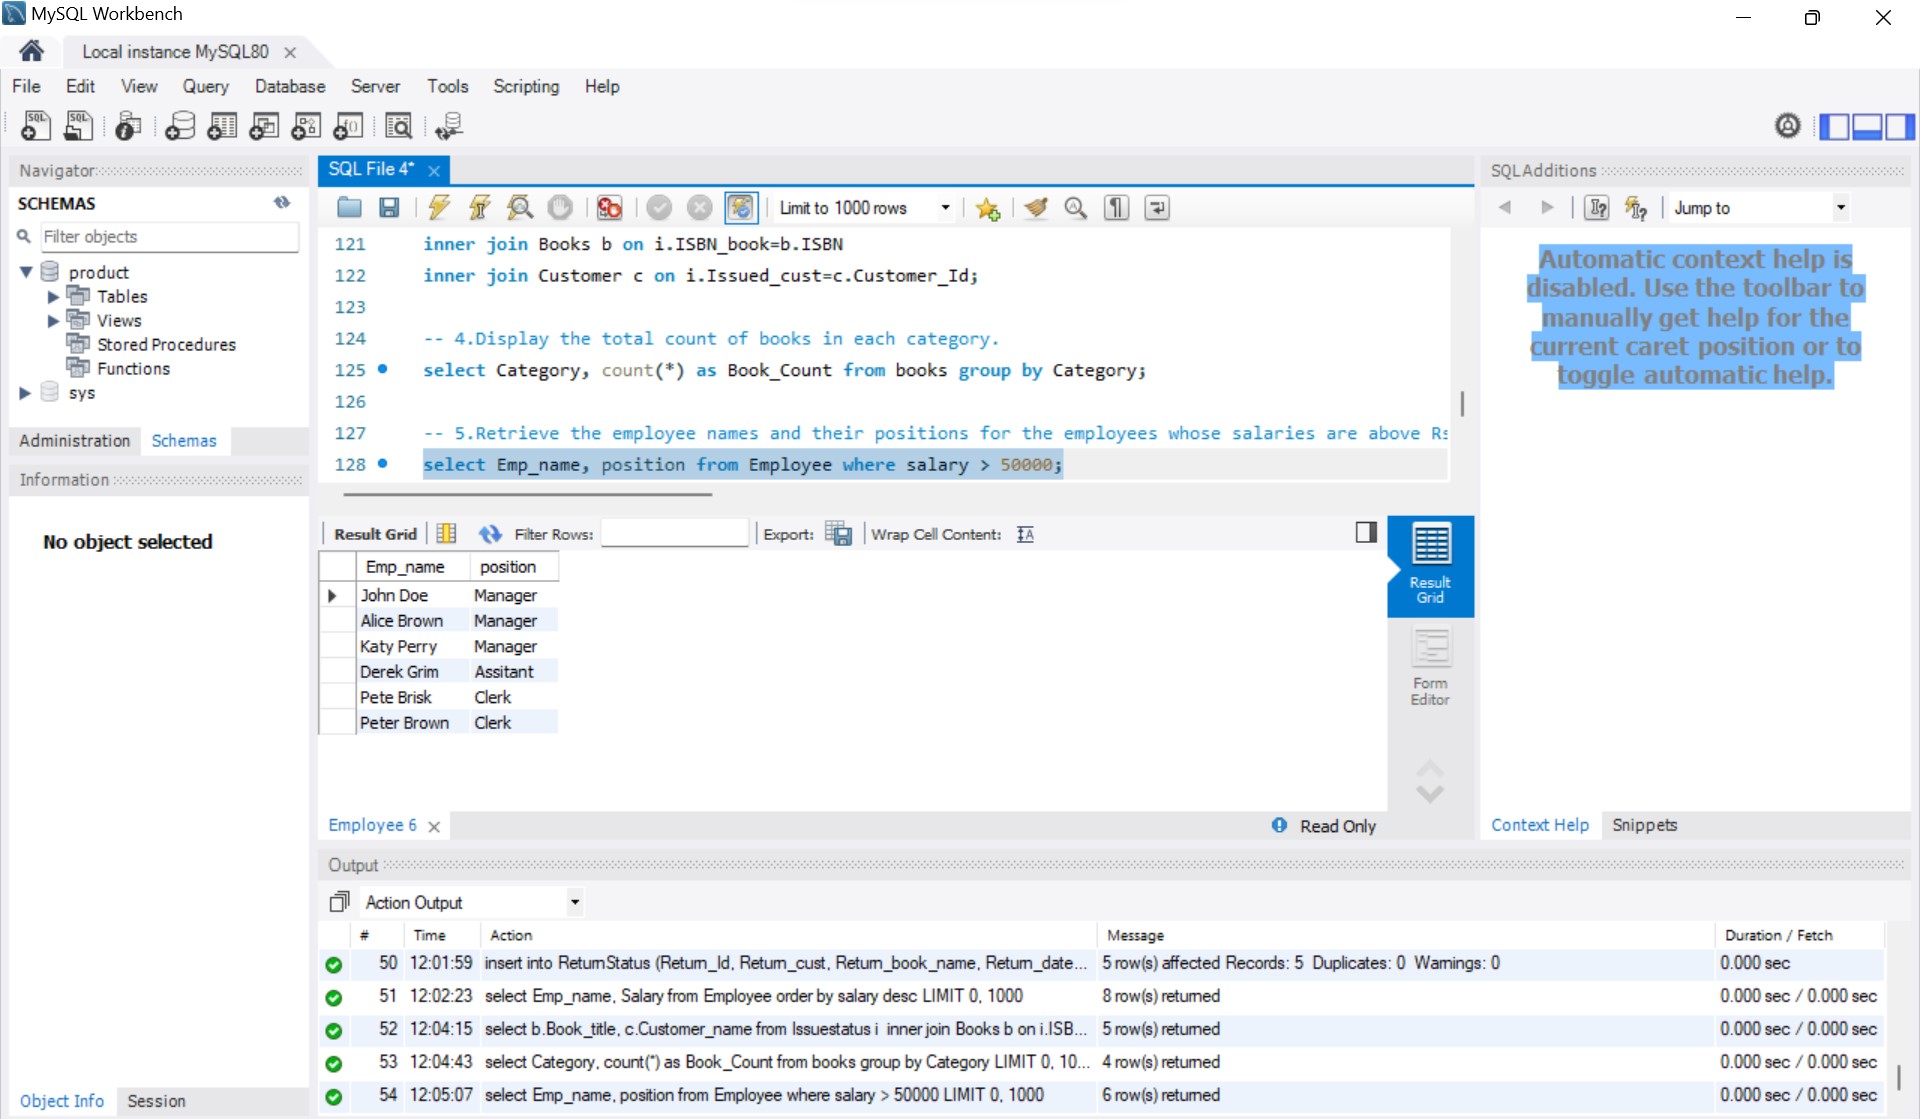 MySQL Workbench
Local instance MySQL80
File Edit View Query Database Server Tools Scripting Help
Navigator
SCHEMAS
Filter objects
product
Tables
Views
Stored Procedures
Functions
sys
Administration Schemas
Information
No object selected
Object Info Session
SQL File 4*
Limit to 1000 rows
121 inner join Books b on i.ISBN_book=b.ISBN
122 inner join Customer c on i.Issued_cust=c.Customer_Id;
123
124 -- 4.Display the total count of books in each category.
125 select Category, count(*) as Book_Count from books group by Category;
126
127 -- 5.Retrieve the employee names and their positions for the employees whose salaries are above Rs
128 select Emp_name, position from Employee where salary > 50000;
Result Grid Filter Rows: Export: Wrap Cell Content:
Emp_name position
John Doe Manager
Alice Brown Manager
Katy Perry Manager
Derek Grim Assitant
Pete Brisk Clerk
Peter Brown Clerk
Result
Grid
Form
Editor
Employee 6
Read Only
SQLAdditions
Jump to
Automatic context help is
disabled. Use the toolbar to
manually get help for the
current caret position or to
toggle automatic help.
Context Help Snippets
Output
Action Output
# Time Action Message Duration / Fetch
50 12:01:59 insert into ReturnStatus (Return_Id, Return_cust, Return_book_name, Return_date... 5 row(s) affected Records: 5 Duplicates: 0 Warnings: 0 0.000 sec
51 12:02:23 select Emp_name, Salary from Employee order by salary desc LIMIT 0, 1000 8 row(s) returned 0.000 sec / 0.000 sec
52 12:04:15 select b.Book_title, c.Customer_name from Issuestatus i inner join Books b on i.ISB... 5 row(s) returned 0.000 sec / 0.000 sec
53 12:04:43 select Category, count(*) as Book_Count from books group by Category LIMIT 0, 10... 4 row(s) returned 0.000 sec / 0.000 sec
54 12:05:07 select Emp_name, position from Employee where salary > 50000 LIMIT 0, 1000 6 row(s) returned 0.000 sec / 0.000 sec